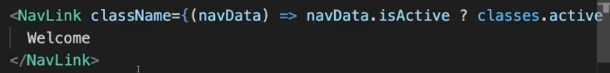 <NavLink className={(navData) => navData.isActive ? classes.active
Welcome
</NavLink>